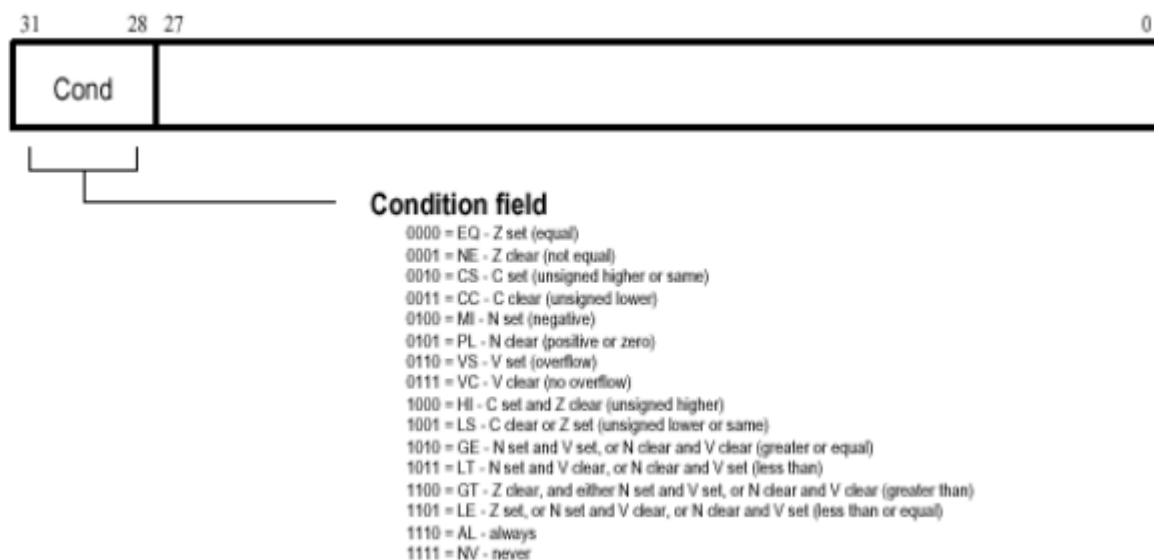 31 28 27 0
Cond
Condition field
0000 = EQ - Z set (equal)
0001 = NE - Z clear (not equal)
0010 = CS - C set (unsigned higher or same)
0011 = CC - C clear (unsigned lower)
0100 = MI - N set (negative)
0101 = PL - N clear (positive or zero)
0110 = VS - V set (overflow)
0111 = VC - V clear (no overflow)
1000 = HI - C set and Z clear (unsigned higher)
1001 = LS - C clear or Z set (unsigned lower or same)
1010 = GE - N set and V set, or N clear and V clear (greater or equal)
1011 = LT - N set and V clear, or N clear and V set (less than)
1100 = GT - Z clear, and either N set and V set, or N clear and V clear (greater than)
1101 = LE - Z set, or N set and V clear, or N clear and V set (less than or equal)
1110 = AL - always
1111 = NV - never